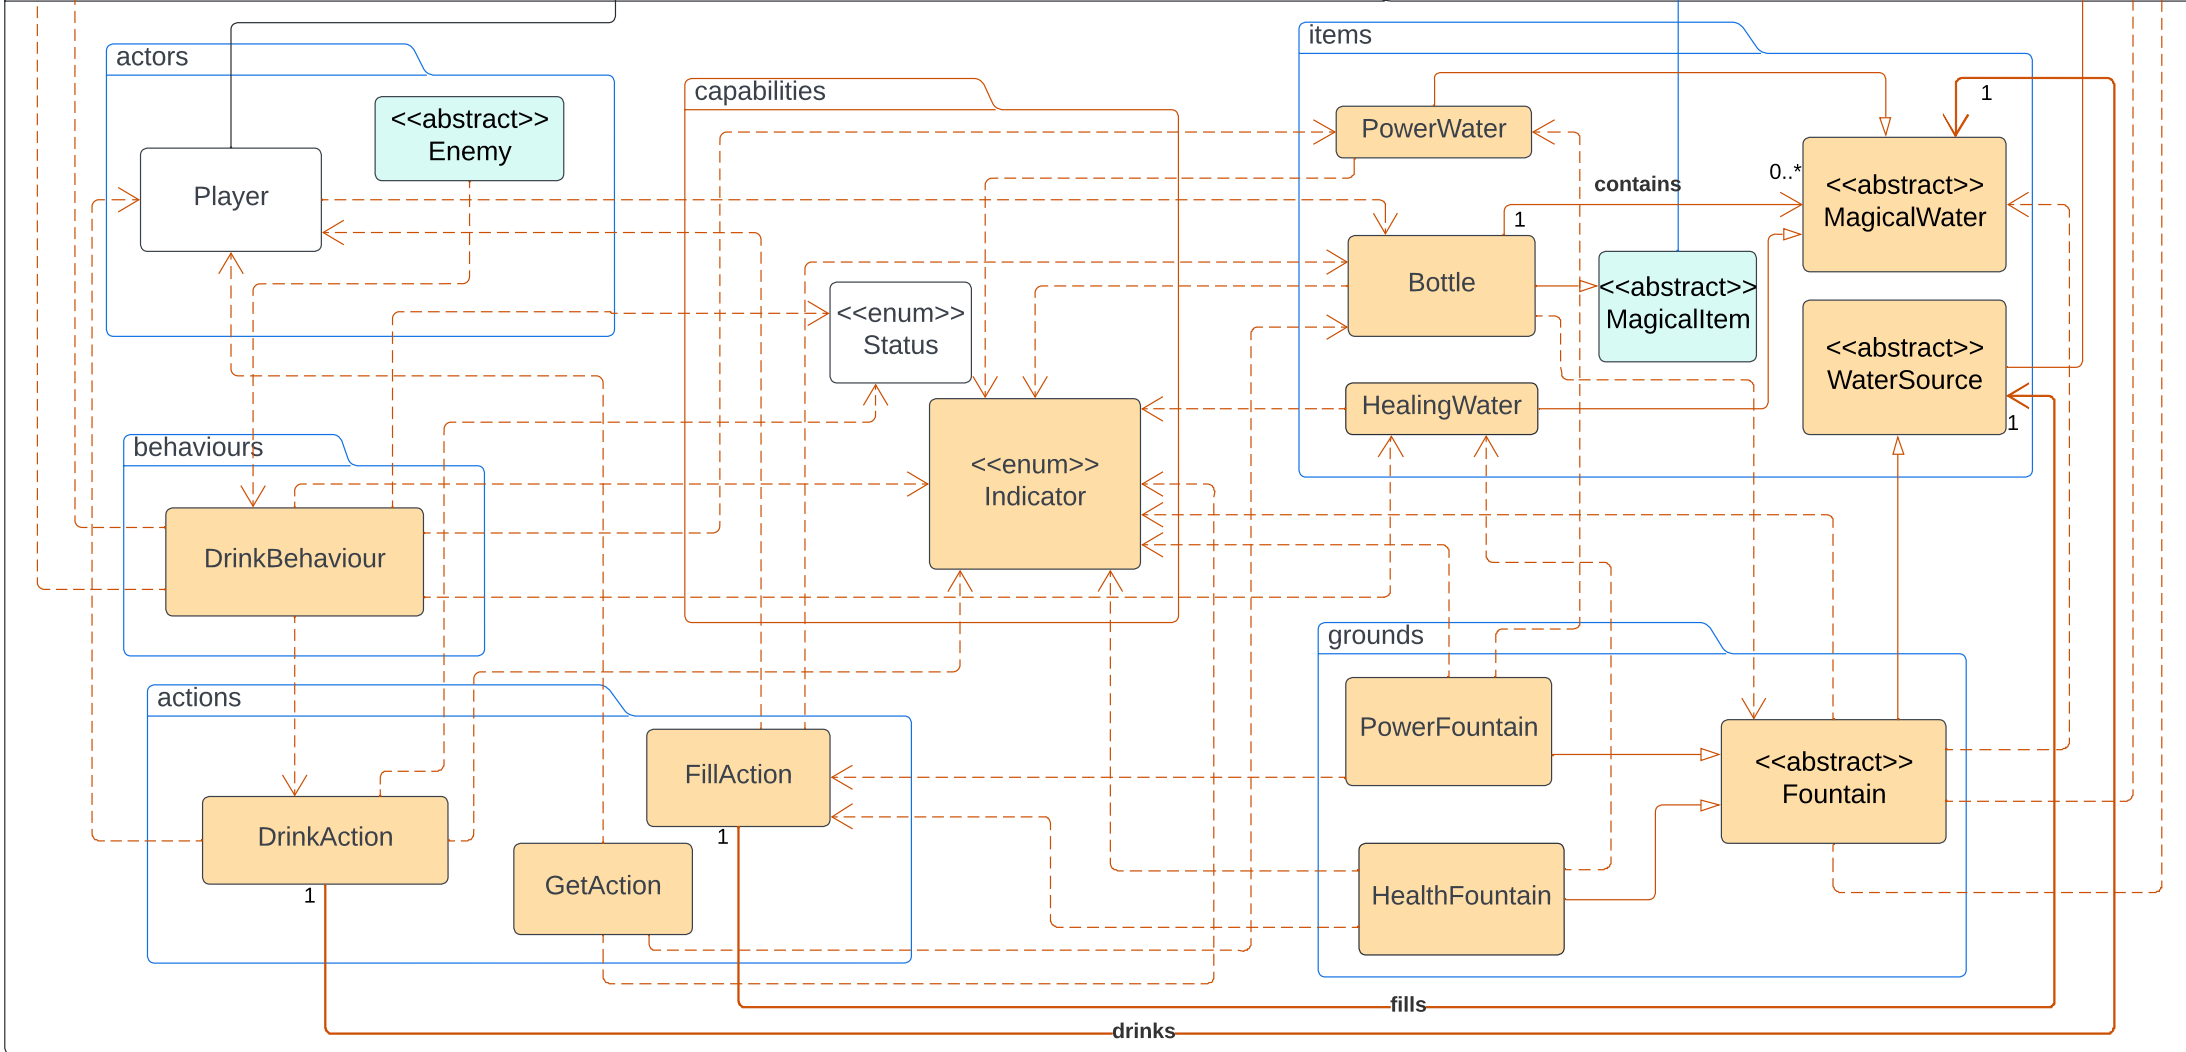 actors
<<abstract>>
Enemy
Player
capabilities
<<enum>>
Status
<<enum>>
Indicator
items
PowerWater
1
contains
0..*
<<abstract>>
MagicalWater
1
Bottle
<<abstract>>
MagicalItem
<<abstract>>
WaterSource
1
HealingWater
behaviours
DrinkBehaviour
actions
FillAction
1
DrinkAction
1
GetAction
grounds
PowerFountain
<<abstract>>
Fountain
HealthFountain
fills
drinks